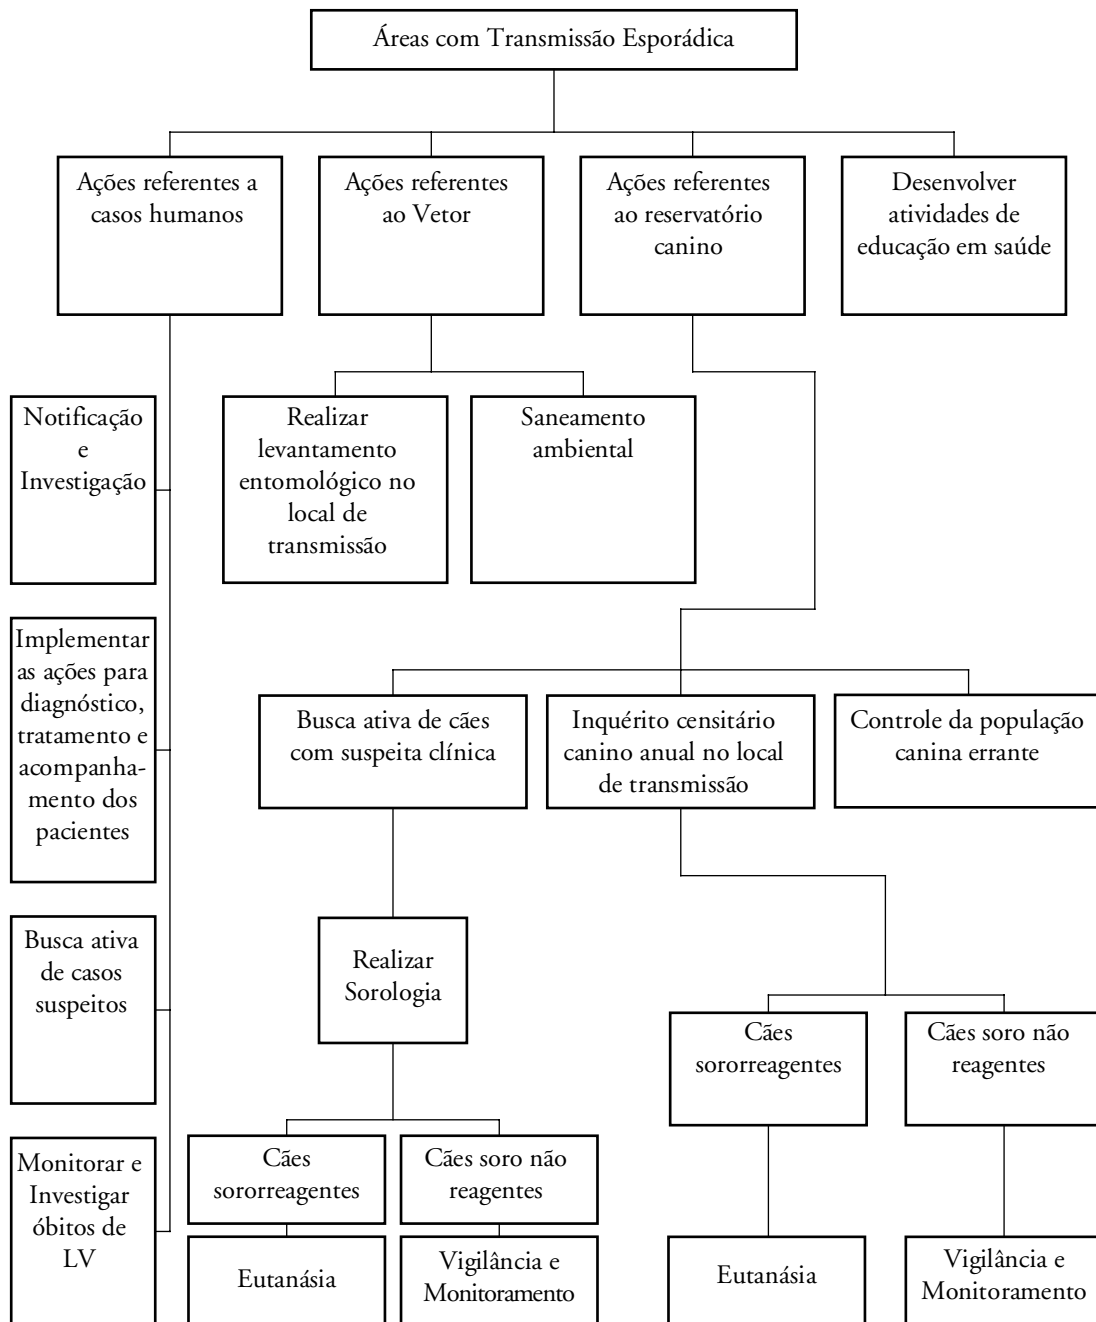 Áreas com Transmissão Esporádica
Ações referentes a
casos humanos
Ações referentes
ao Vetor
Ações referentes
ao reservatório
canino
Desenvolver
atividades de
educação em saúde
Notificação
e
Investigação
Realizar
levantamento
entomológico no
local de
transmissão
Saneamento
ambiental
Implementar
as ações para
diagnóstico,
tratamento e
acompanha-
mento dos
pacientes
Busca ativa de cães
com suspeita clínica
Inquérito censitário
canino anual no local
de transmissão
Controle da população
canina errante
Busca ativa
de casos
suspeitos
Realizar
Sorologia
Cães
sororreagentes
Cães soro não
reagentes
Monitorar e
Investigar
óbitos de
LV
Cães
sororreagentes
Cães soro não
reagentes
Eutanásia
Vigilância e
Monitoramento
Eutanásia
Vigilância e
Monitoramento